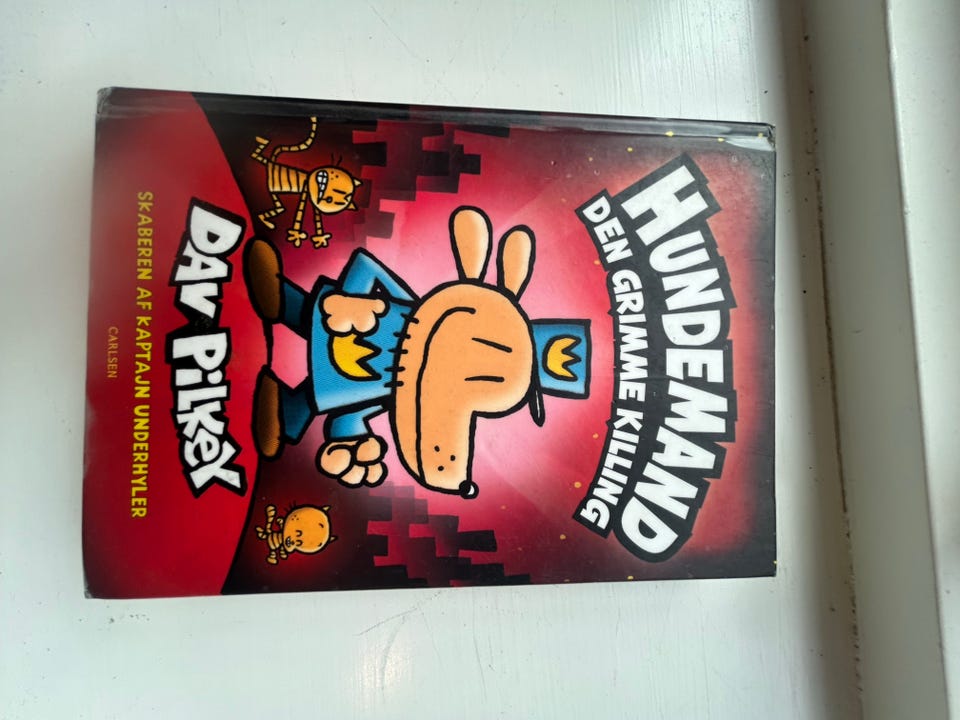 HUNDEMAND
DEN GRIMME KILLING
DAV PILKEY
SKABEREN AF KAPTAJN UNDERHYLER
CARLSEN